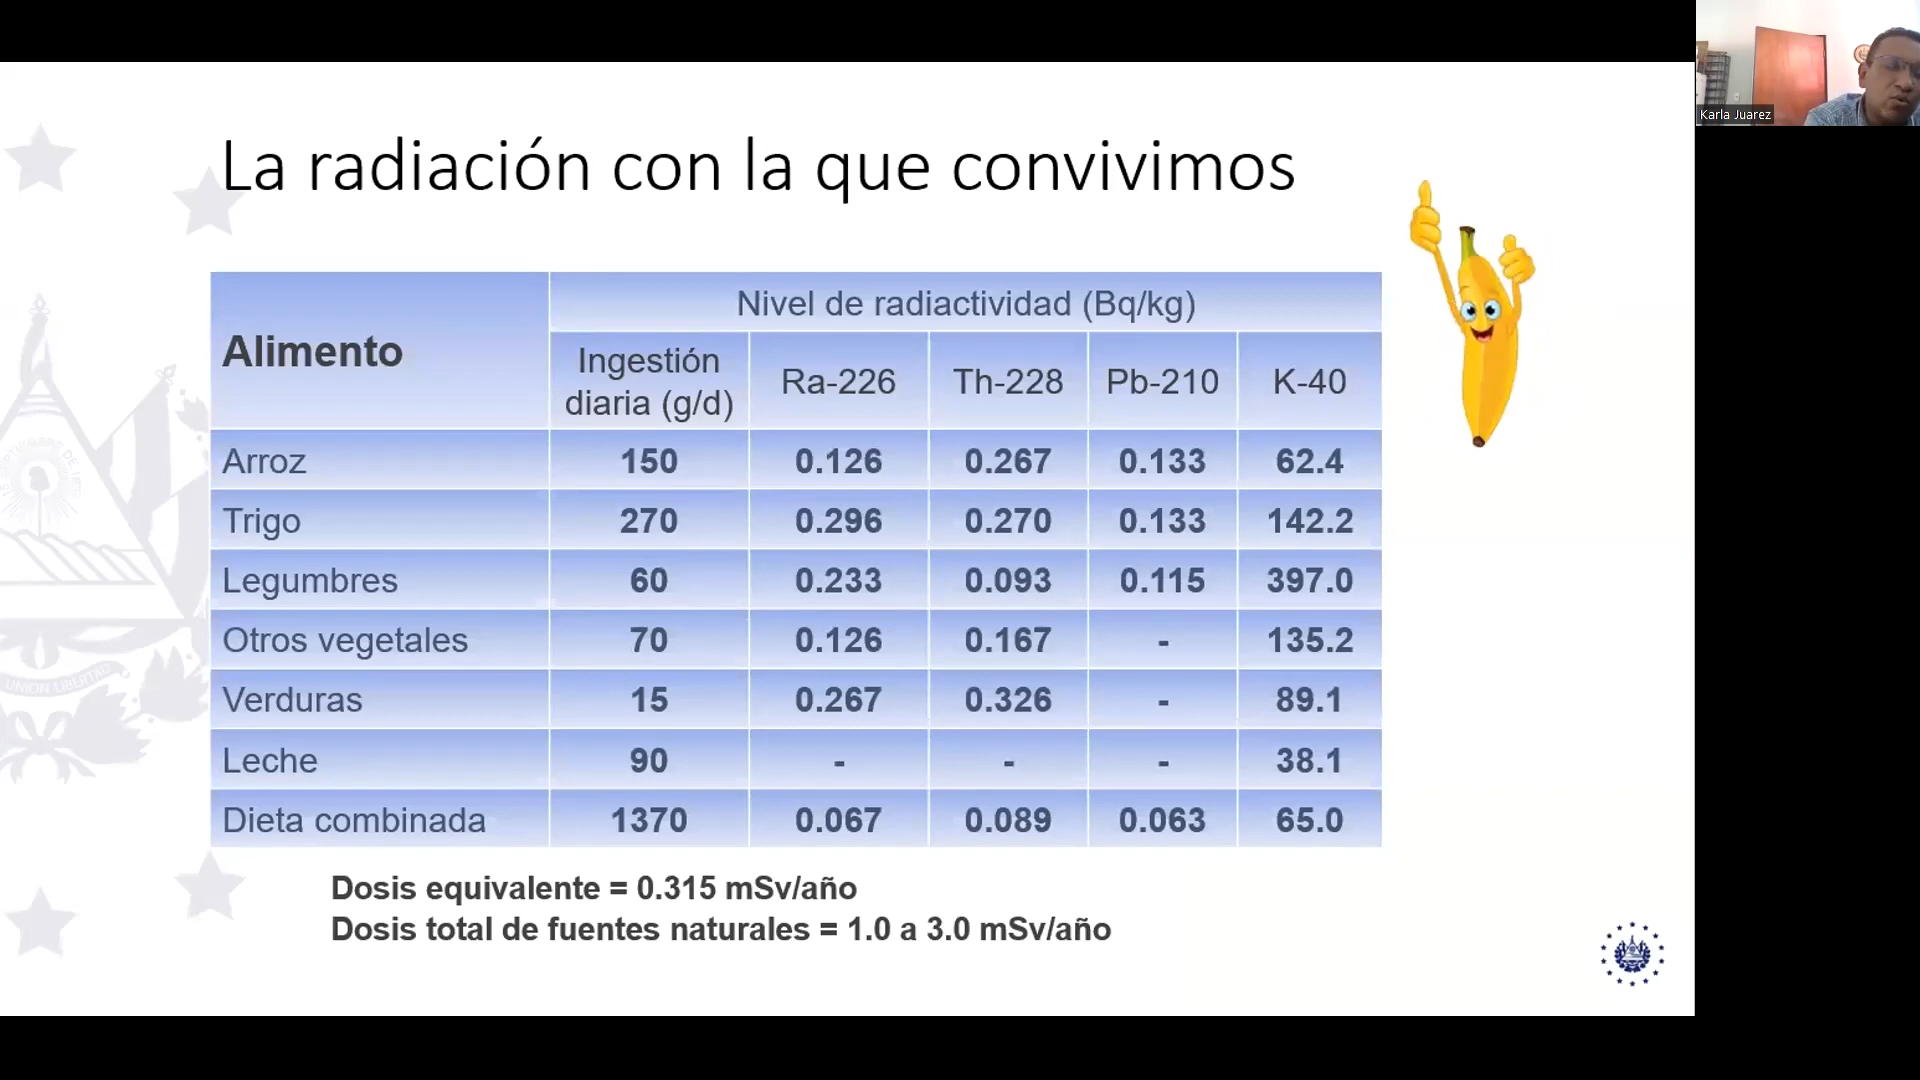 La radiación con la que convivimos
Karla Juarez
Alimento
Nivel de radiactividad (Bq/kg)
Ingestión
diaria (g/d)
Ra-226
Th-228
Pb-210
K-40
Arroz 150 0.126 0.267 0.133 62.4
Trigo 270 0.296 0.270 0.133 142.2
Legumbres 60 0.233 0.093 0.115 397.0
Otros vegetales 70 0.126 0.167 - 135.2
Verduras 15 0.267 0.326 - 89.1
Leche 90 - - - 38.1
Dieta combinada 1370 0.067 0.089 0.063 65.0
Dosis equivalente = 0.315 mSv/año
Dosis total de fuentes naturales = 1.0 a 3.0 mSv/año
UNION LIBERTAD